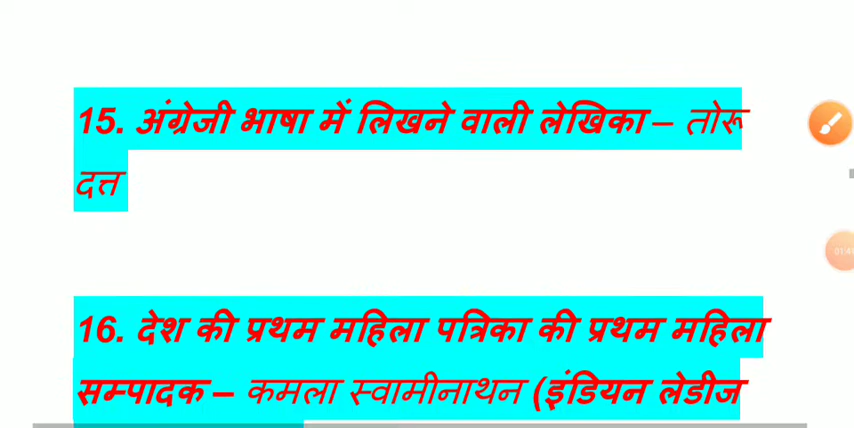 15. अंग्रेजी भाषा में लिखने वाली लेखिका – तोरू
दत्त
16. देश की प्रथम महिला पत्रिका की प्रथम महिला
सम्पादक – कमला स्वामीनाथन (इंडियन लेडीज